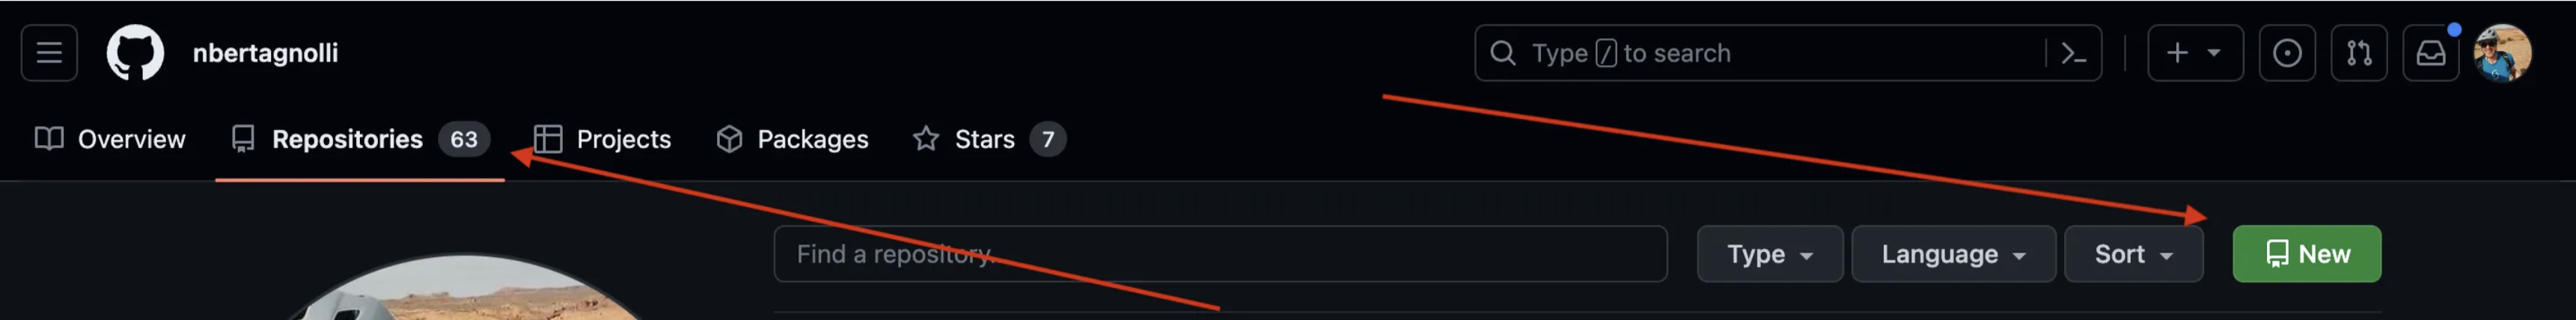 nbertagnolli
Type / to search
Overview Repositories 63 Projects Packages Stars 7
Find a repository... Type Language Sort New